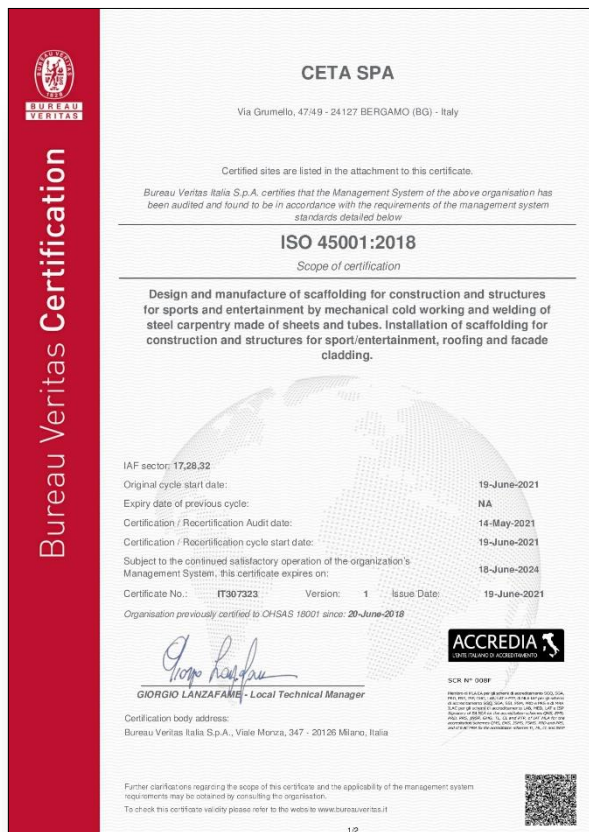 BUREAU
VERITAS
Bureau Veritas Certification
CETA SPA
Via Grumello, 47/49 - 24127 BERGAMO (BG) - Italy
Certified sites are listed in the attachment to this certificate.
Bureau Veritas Italia S.p.A. certifies that the Management System of the above organisation has
been audited and found to be in accordance with the requirements of the management system
standards detailed below
ISO 45001:2018
Scope of certification
Design and manufacture of scaffolding for construction and structures
for sports and entertainment by mechanical cold working and welding of
steel carpentry made of sheets and tubes. Installation of scaffolding for
construction and structures for sport/entertainment, roofing and facade
cladding.
IAF sector: 17,28,32
Original cycle start date: 19-June-2021
Expiry date of previous cycle: NA
Certification / Recertification Audit date: 14-May-2021
Certification / Recertification cycle start date: 19-June-2021
Subject to the continued satisfactory operation of the organization's
Management System, this certificate expires on: 18-June-2024
Certificate No.: IT307323 Version: 1 Issue Date: 19-June-2021
Organisation previously certified to OHSAS 18001 since: 20-June-2018
ACCREDIA
L'ENTE ITALIANO DI ACCREDITAMENTO
SCR N° 008F
GIORGIO LANZAFAME - Local Technical Manager
Certification body address:
Bureau Veritas Italia S.p.A., Viale Monza, 347 - 20126 Milano, Italia
Further clarifications regarding the scope of this certificate and the applicability of the management system
requirements may be obtained by consulting the organisation.
To check this certificate validity please refer to the website www.bureauveritas.it
1/2